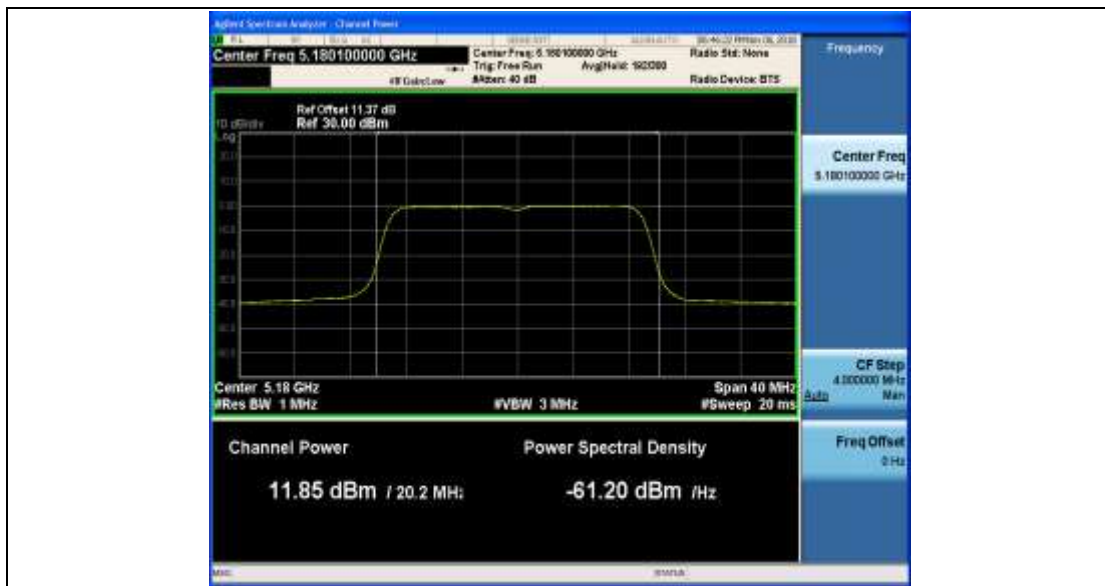 Agilent Spectrum Analyzer - Channel Power
Center Freq 5.180100000 GHz
#IFGain:Low
Center Freq: 5.180100000 GHz
Trig: Free Run Avg|Hold:
#Atten: 40 dB
Radio Std: None
Radio Device: BTS
Frequency
Ref Offset 11.37 dB
10 dB/div Ref 30.00 dBm
Log
Center Freq
5.180100000 GHz
Center 5.18 GHz Span 40 MHz
#Res BW 1 MHz #VBW 3 MHz #Sweep 20 ms
CF Step
4.000000 MHz
Auto Man
Freq Offset
0 Hz
Channel Power Power Spectral Density
11.85 dBm / 20.2 MHz -61.20 dBm /Hz
MSG STATUS